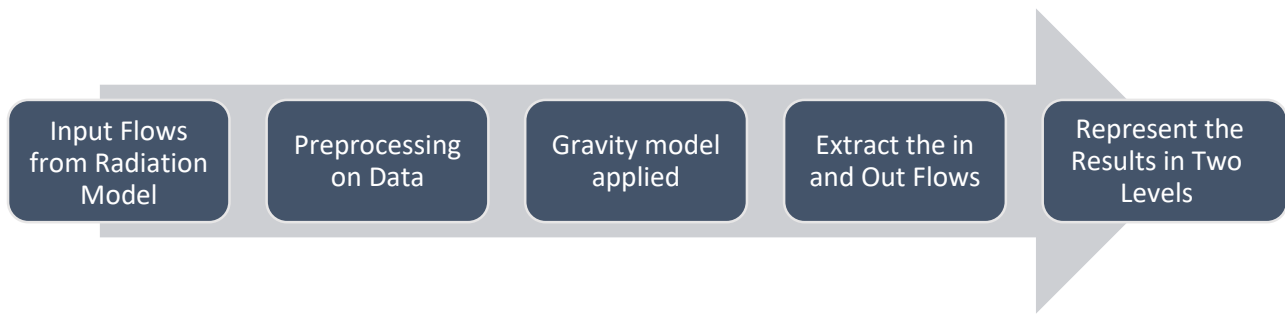 Input Flows
from Radiation
Model
Preprocessing
on Data
Gravity model
applied
Extract the in
and Out Flows
Represent the
Results in Two
Levels